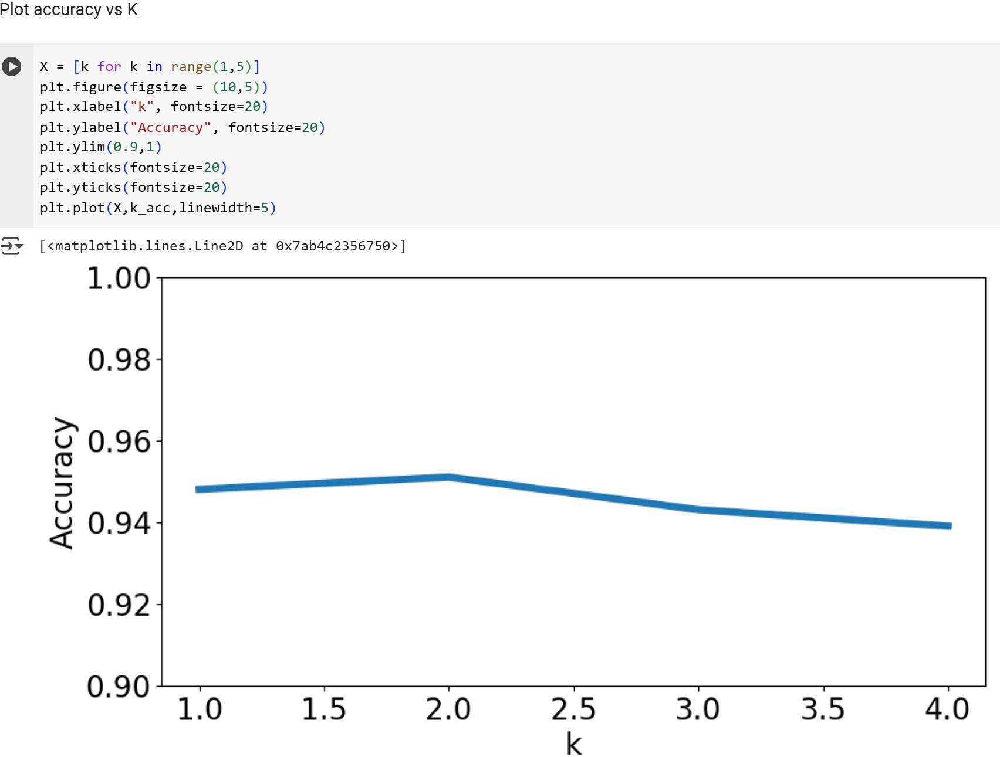 Plot accuracy vs K
X = [k for k in range(1,5)]
plt.figure(figsize = (10,5))
plt.xlabel("k", fontsize=20)
plt.ylabel("Accuracy", fontsize=20)
plt.ylim(0.9,1)
plt.xticks(fontsize=20)
plt.yticks(fontsize=20)
plt.plot(X,k_acc,linewidth=5)
[<matplotlib.lines.Line2D at 0x7ab4c2356750>]
1.00
0.98
0.96
0.94
0.92
0.90
Accuracy
1.0 1.5 2.0 2.5 3.0 3.5 4.0
k